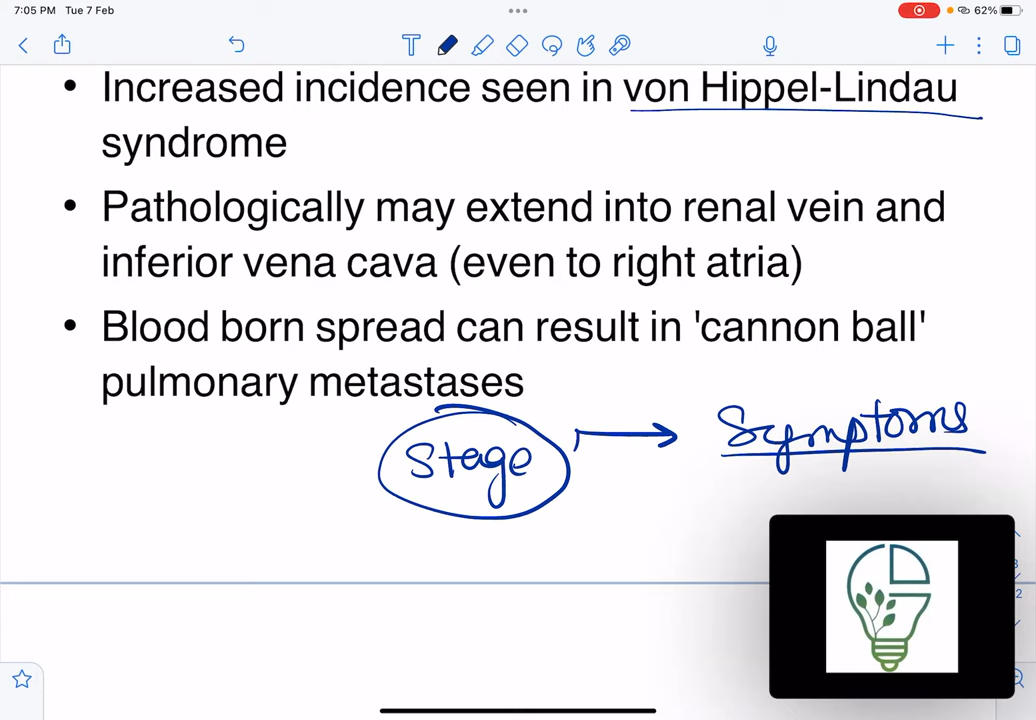 7:05 PM Tue 7 Feb
62%
T
• Increased incidence seen in von Hippel-Lindau
syndrome
• Pathologically may extend into renal vein and
inferior vena cava (even to right atria)
• Blood born spread can result in 'cannon ball'
pulmonary metastases
Stage → Symptoms
2